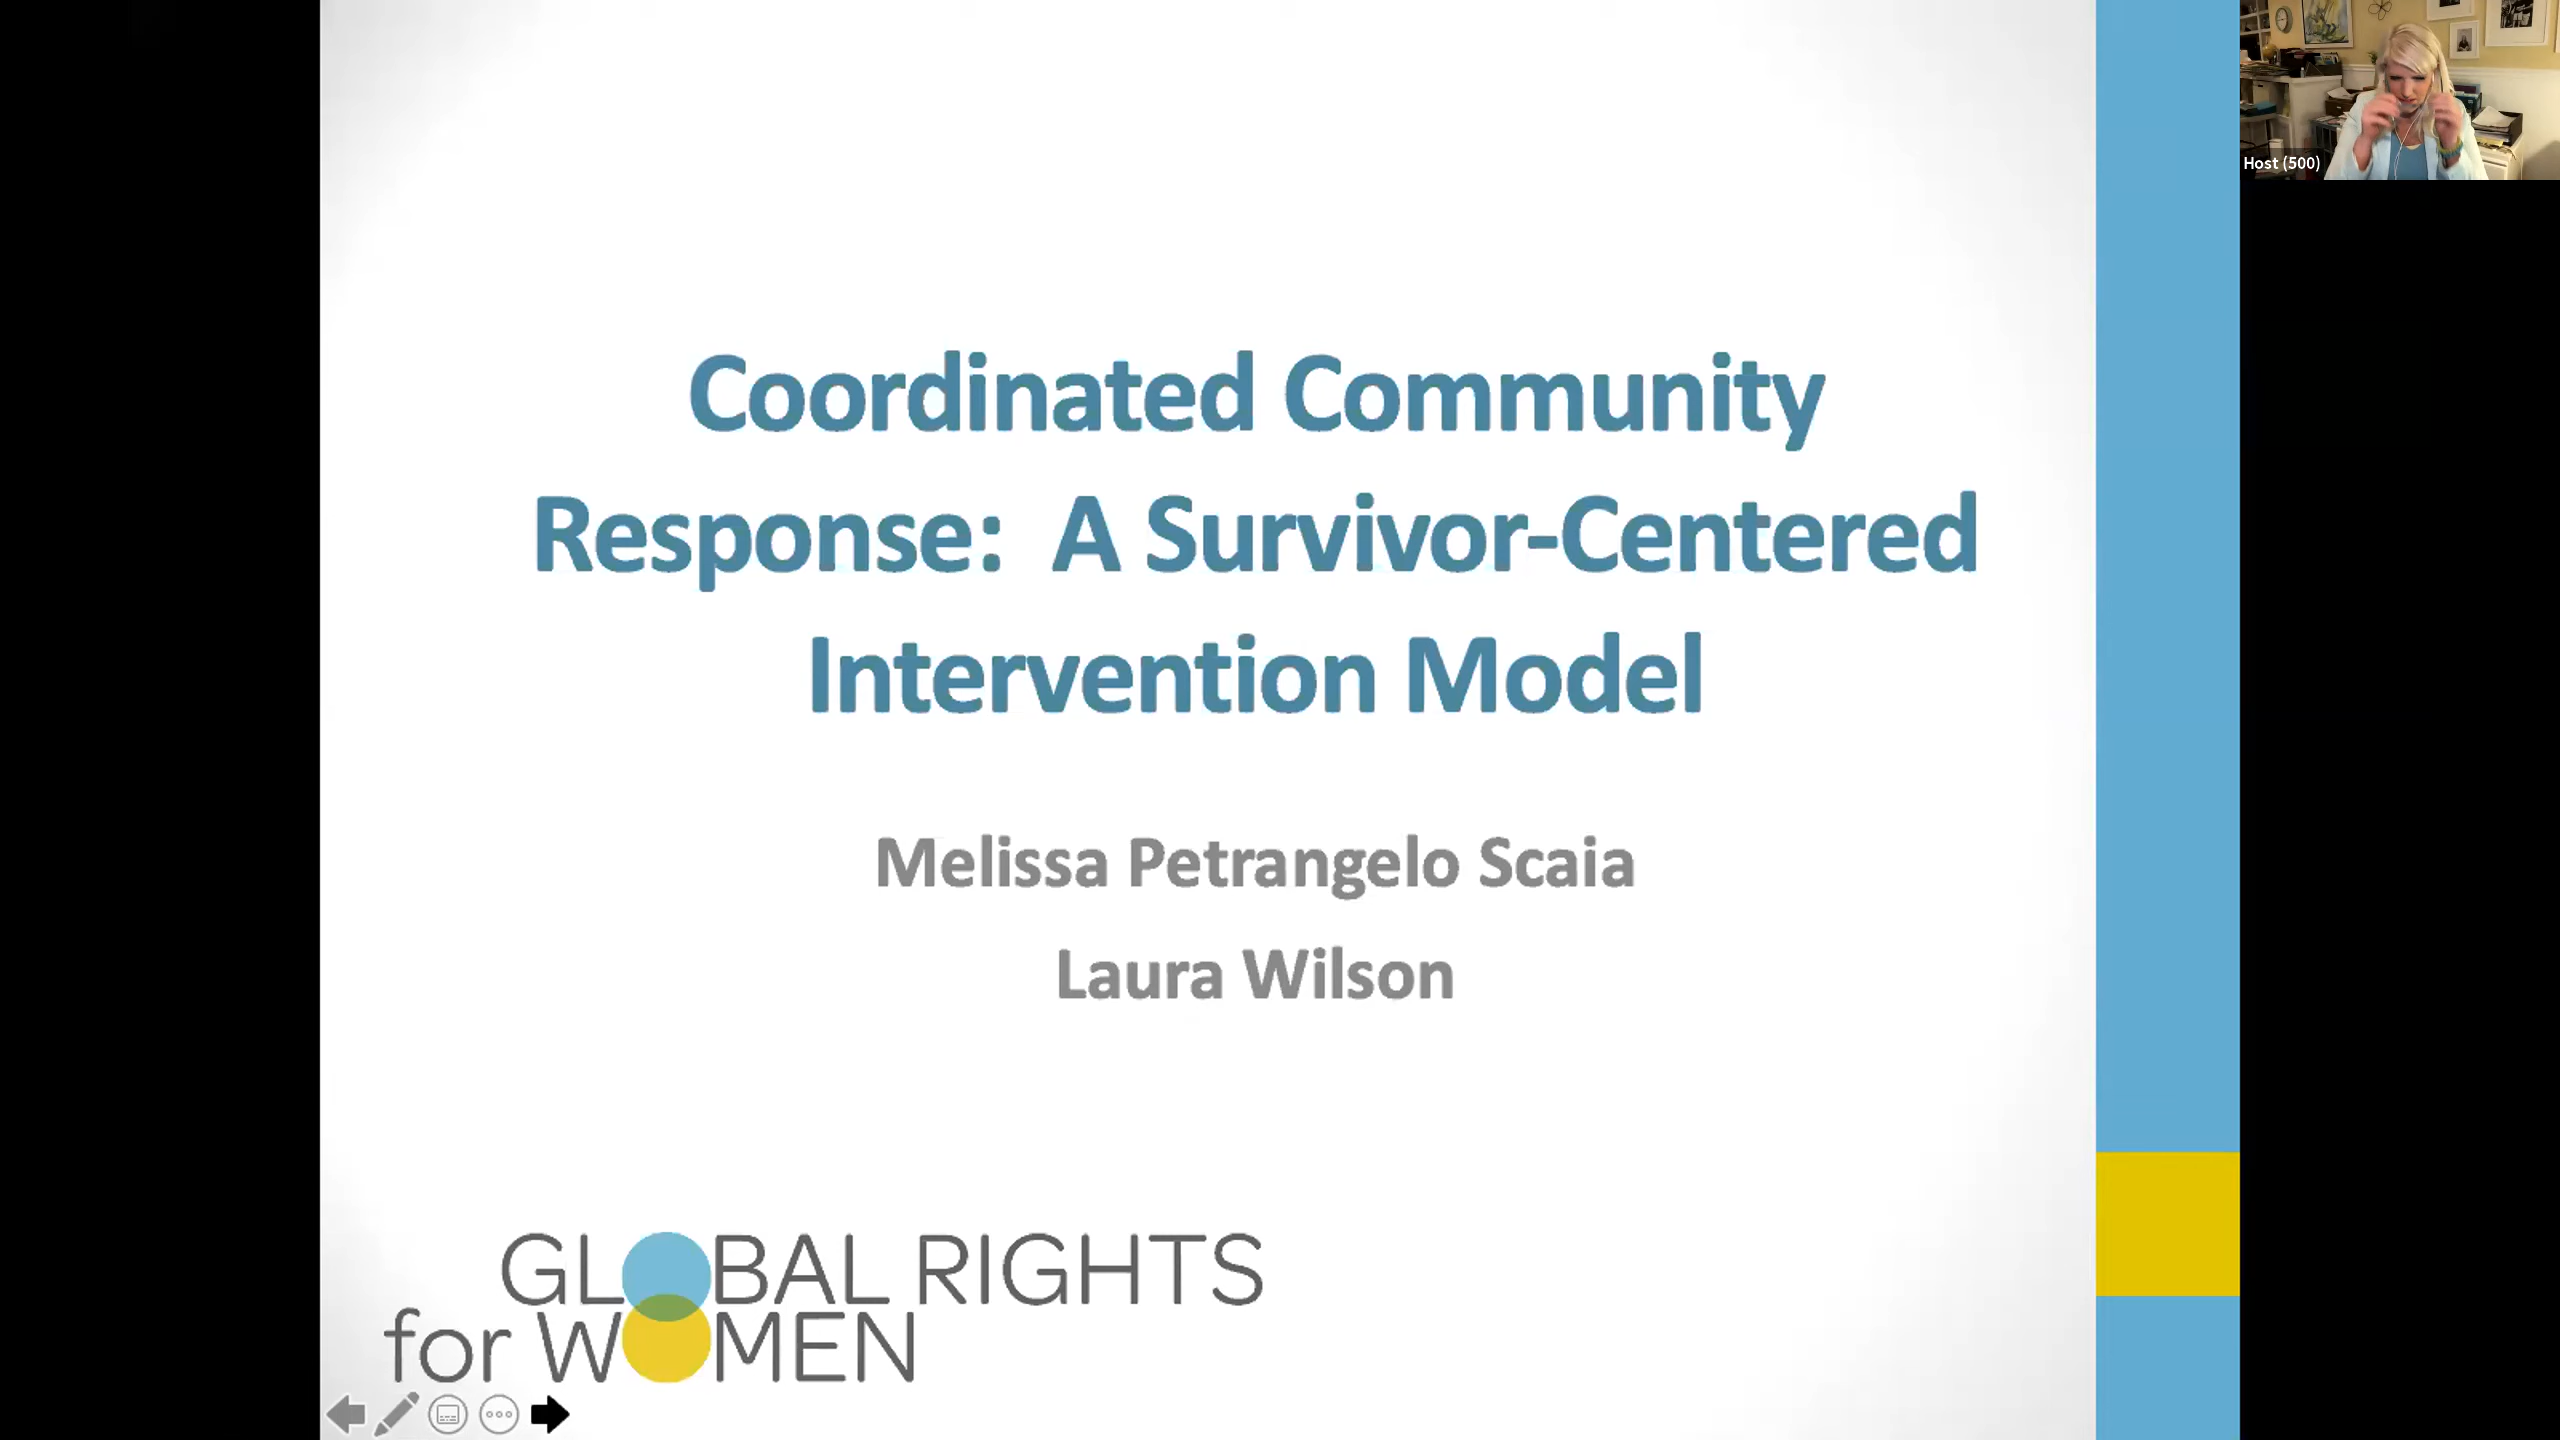 Coordinated Community
Response:  A Survivor-Centered
Intervention Model
Melissa Petrangelo Scaia
Laura Wilson
GLOBAL RIGHTS
for WOMEN
Host (500)